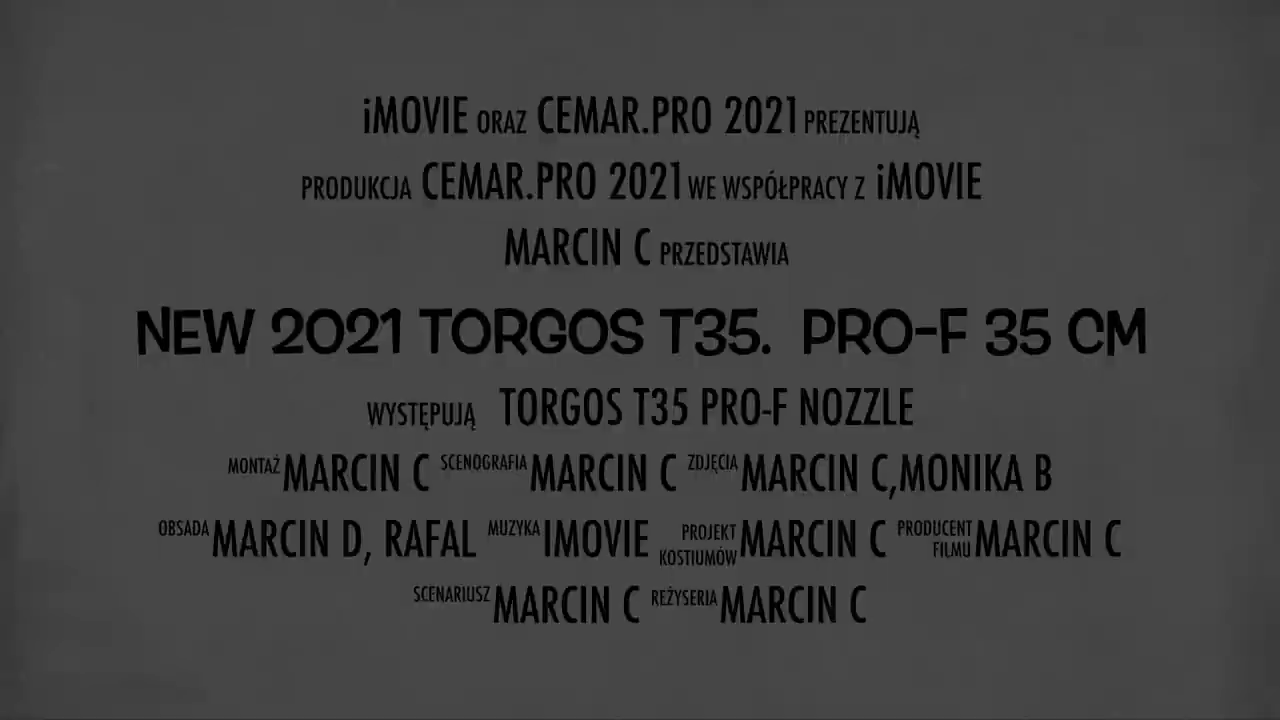 iMOVIE ORAZ CEMAR.PRO 2021 PREZENTUJĄ
PRODUKCJA CEMAR.PRO 2021 WE WSPÓŁPRACY Z iMOVIE
MARCIN C PRZEDSTAWIA
NEW 2021 TORGOS T35. PRO-F 35 CM
WYSTĘPUJĄ TORGOS T35 PRO-F NOZZLE
MONTAŻ MARCIN C SCENOGRAFIA MARCIN C ZDJĘCIA MARCIN C,MONIKA B
OBSADA MARCIN D, RAFAL MUZYKA IMOVIE PROJEKT KOSTIUMÓW MARCIN C PRODUCENT FILMU MARCIN C
SCENARIUSZ MARCIN C REŻYSERIA MARCIN C